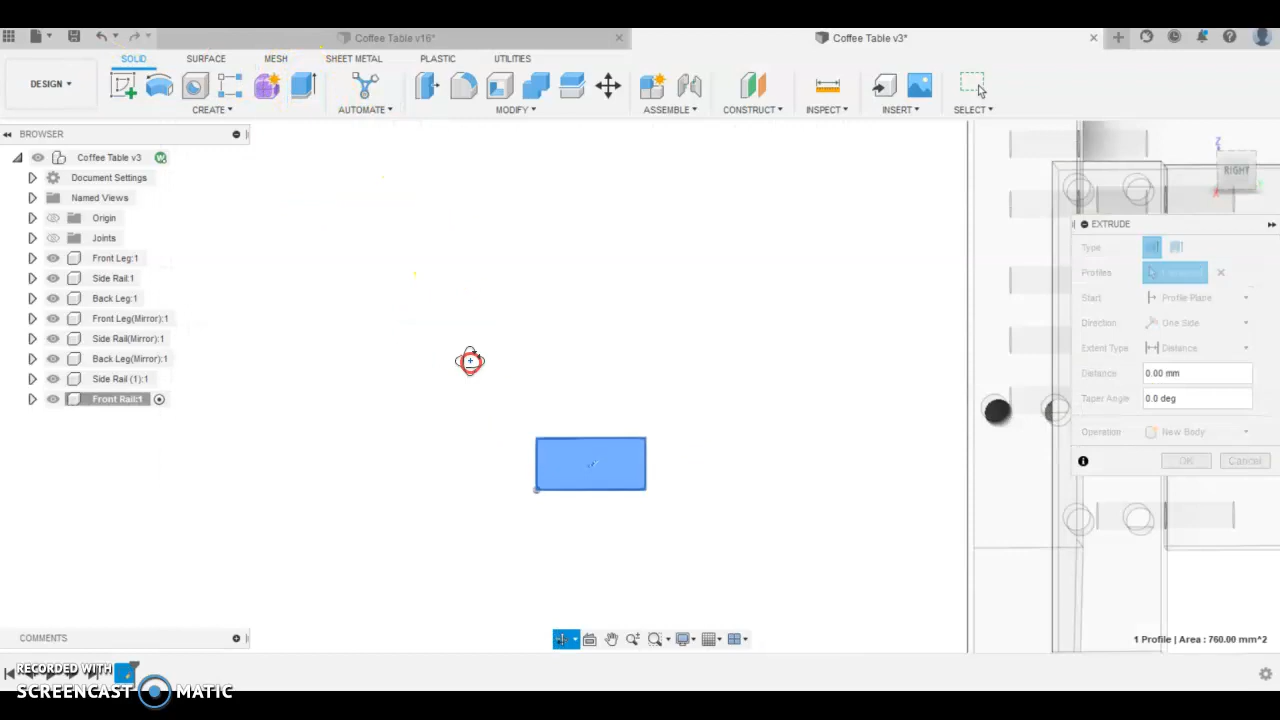 Coffee Table v16*
Coffee Table v3*
SOLID SURFACE MESH SHEET METAL PLASTIC UTILITIES
DESIGN
CREATE AUTOMATE MODIFY ASSEMBLE CONSTRUCT INSPECT INSERT SELECT
BROWSER
Coffee Table v3
Document Settings
Named Views
Origin
Joints
Front Leg:1
Side Rail:1
Back Leg:1
Front Leg(Mirror):1
Side Rail(Mirror):1
Back Leg(Mirror):1
Side Rail (1):1
Front Rail:1
Z
RIGHT
X
EXTRUDE
Type
Profiles
Start Profile Plane
Direction One Side
Extent Type Distance
Distance 0.00 mm
Taper Angle 0.0 deg
Operation New Body
OK Cancel
COMMENTS
1 Profile | Area : 760.00 mm^2
RECORDED WITH
SCREENCAST MATIC